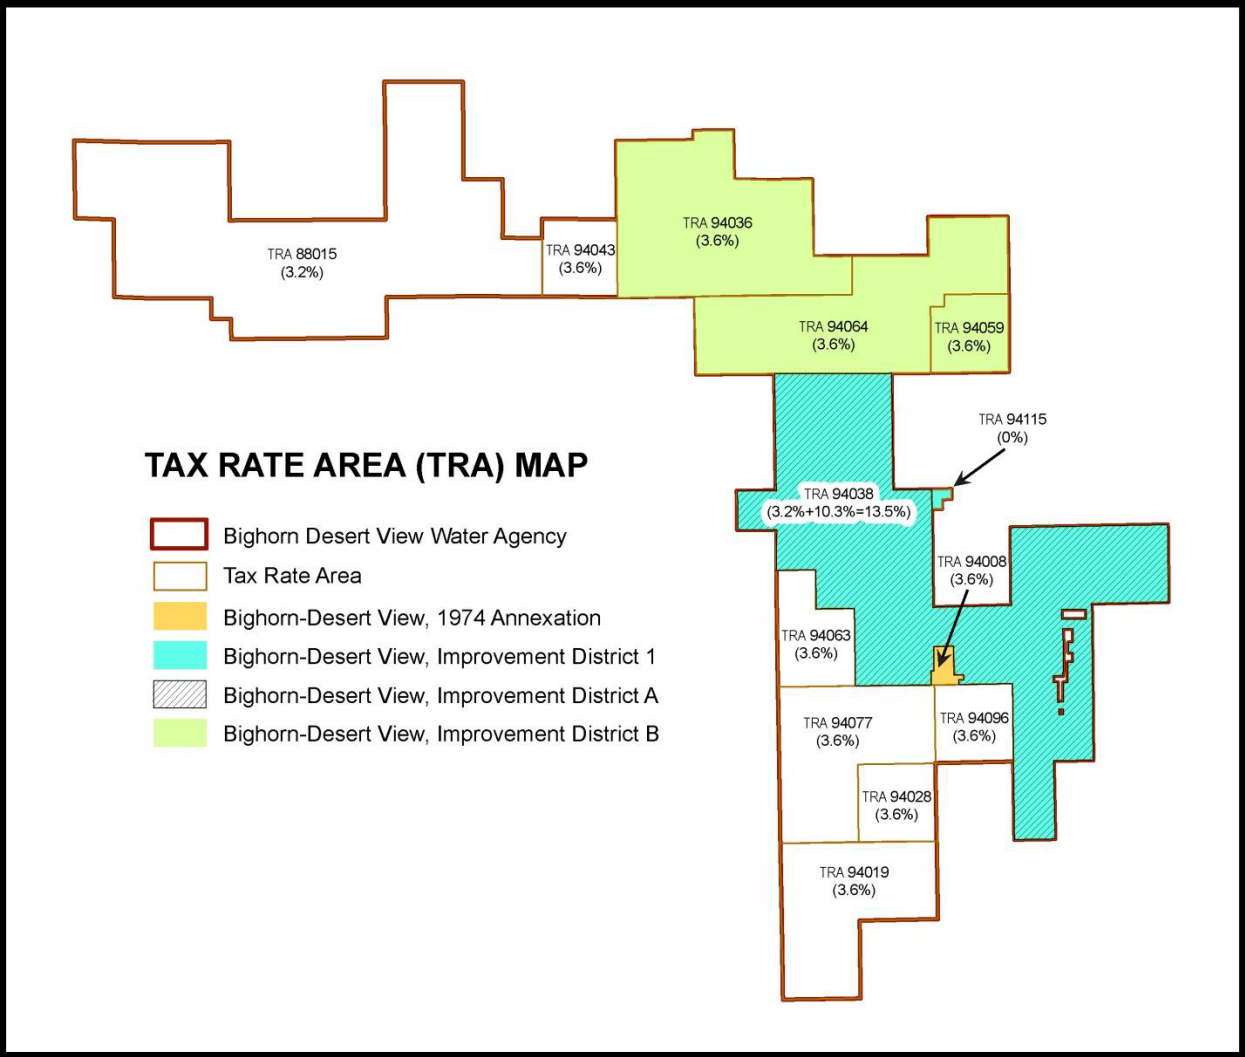 TRA 94036
(3.6%)
TRA 88015
(3.2%)
TRA 94043
(3.6%)
TRA 94064
(3.6%)
TRA 94059
(3.6%)
TRA 94115
(0%)
TAX RATE AREA (TRA) MAP
TRA 94038
(3.2%+10.3%=13.5%)
Bighorn Desert View Water Agency
Tax Rate Area
Bighorn-Desert View, 1974 Annexation
Bighorn-Desert View, Improvement District 1
Bighorn-Desert View, Improvement District A
Bighorn-Desert View, Improvement District B
TRA 94008
(3.6%)
TRA 94063
(3.6%)
TRA 94077
(3.6%)
TRA 94096
(3.6%)
TRA 94028
(3.6%)
TRA 94019
(3.6%)